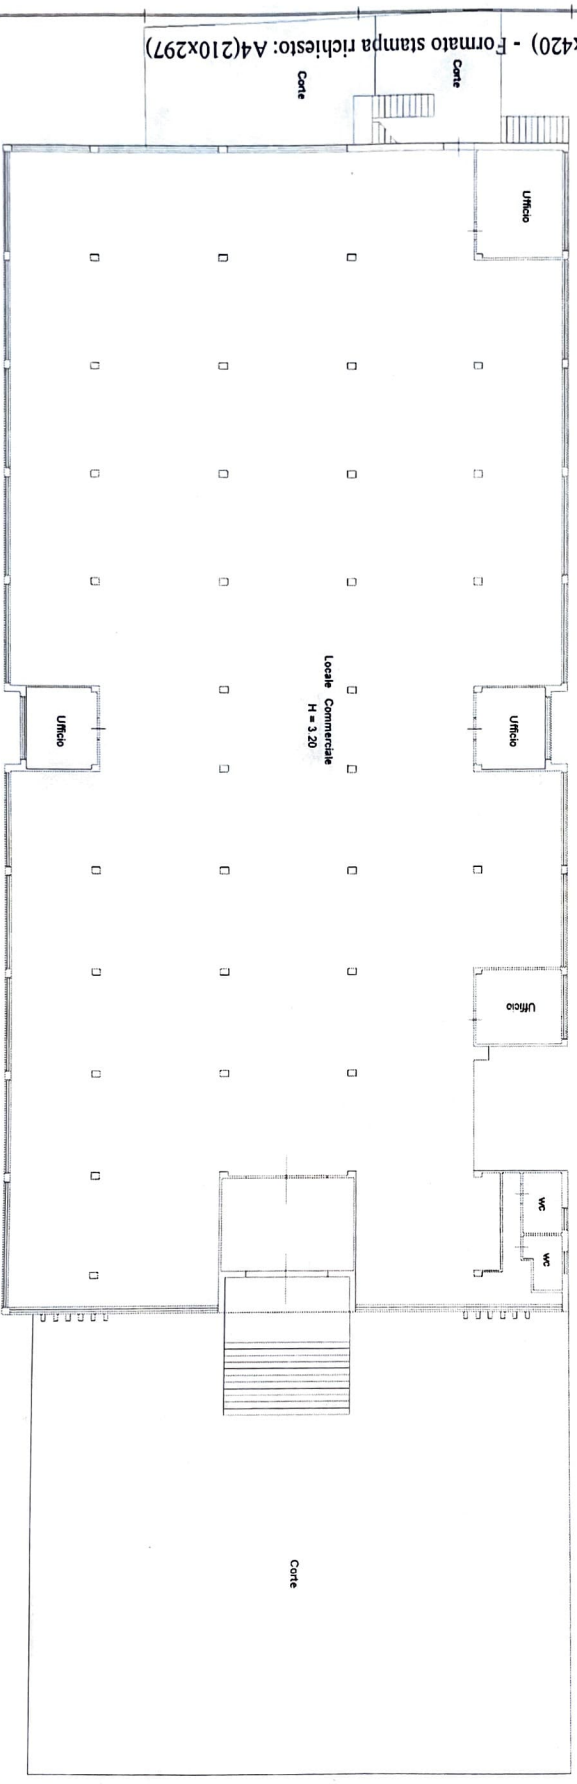 x420) - Formato stampa richiesto: A4(210x297)
Corte
Corte
Ufficio
Locale Commerciale
H = 3.20
Ufficio
Ufficio
Ufficio
wc
wc
Corte